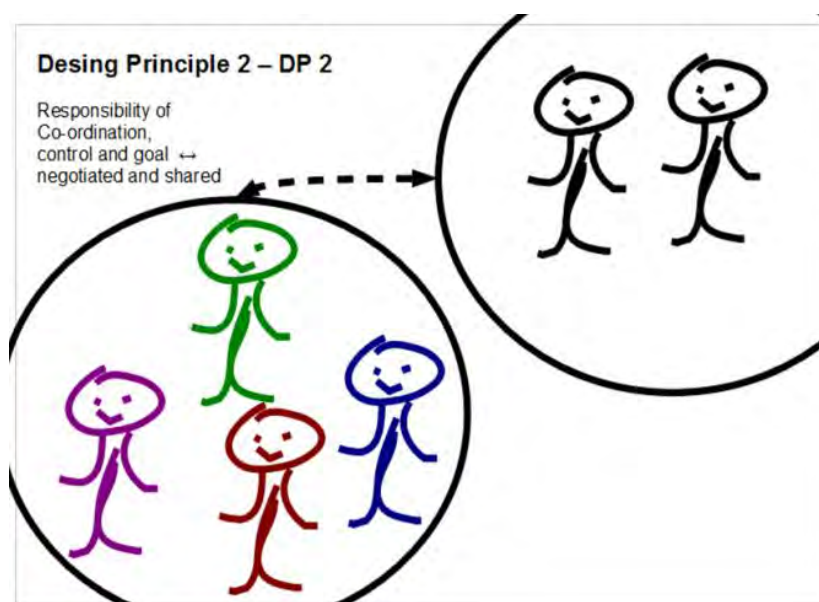 Desing Principle 2 – DP 2
Responsibility of
Co-ordination,
control and goal ↔
negotiated and shared